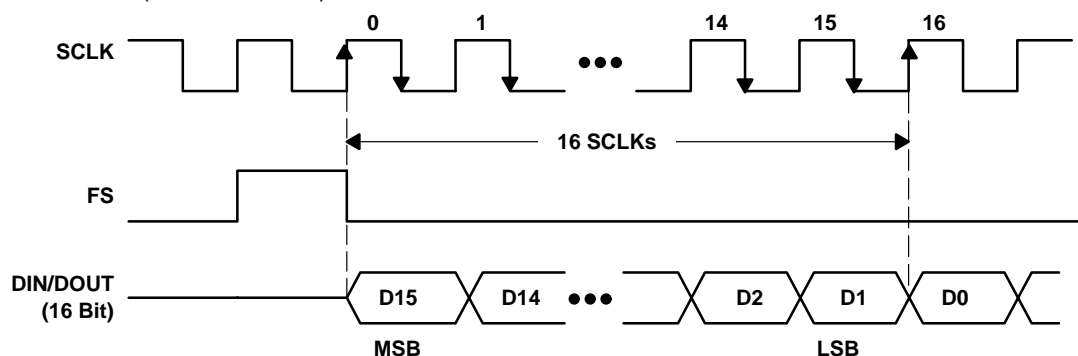 0 1 14 15 16
SCLK
16 SCLKs
FS
DIN/DOUT
(16 Bit)
D15 D14 D2 D1 D0
MSB LSB